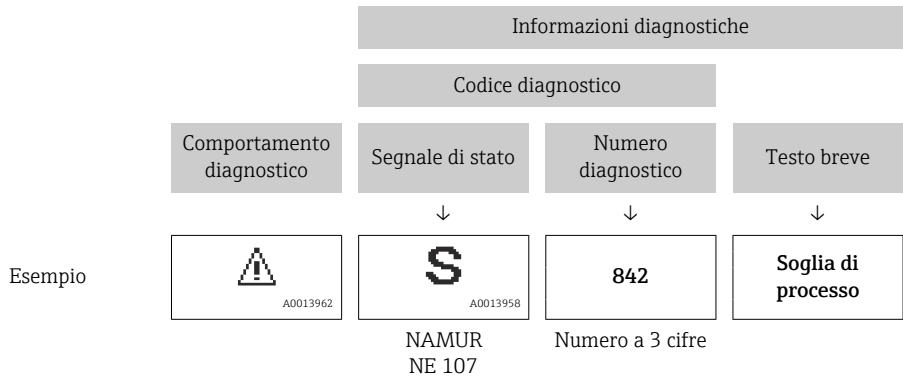 Informazioni diagnostiche
Codice diagnostico
Comportamento
diagnostico
Segnale di stato
Numero
diagnostico
Testo breve
↓ ↓ ↓
Esempio
A0013962
S
A0013958
842
Soglia di
processo
NAMUR
NE 107
Numero a 3 cifre